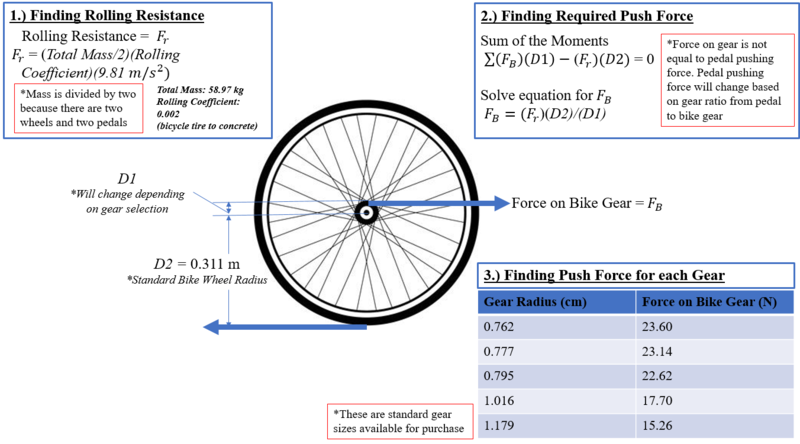 1.) Finding Rolling Resistance
Rolling Resistance = Fᵣ
Fᵣ = (Total Mass/2)(Rolling
Coefficient)(9.81 m/s²)
*Mass is divided by two
because there are two
wheels and two pedals
Total Mass: 58.97 kg
Rolling Coefficient:
0.002
(bicycle tire to concrete)
2.) Finding Required Push Force
Sum of the Moments
∑(F_B)(D1) − (Fᵣ)(D2) = 0
Solve equation for F_B
F_B = (Fᵣ)(D2)/(D1)
*Force on gear is not
equal to pedal pushing
force. Pedal pushing
force will change based
on gear ratio from pedal
to bike gear
D1
*Will change depending
on gear selection
Force on Bike Gear = F_B
D2 = 0.311 m
*Standard Bike Wheel Radius
3.) Finding Push Force for each Gear
Gear Radius (cm) Force on Bike Gear (N)
0.762 23.60
0.777 23.14
0.795 22.62
1.016 17.70
1.179 15.26
*These are standard gear
sizes available for purchase